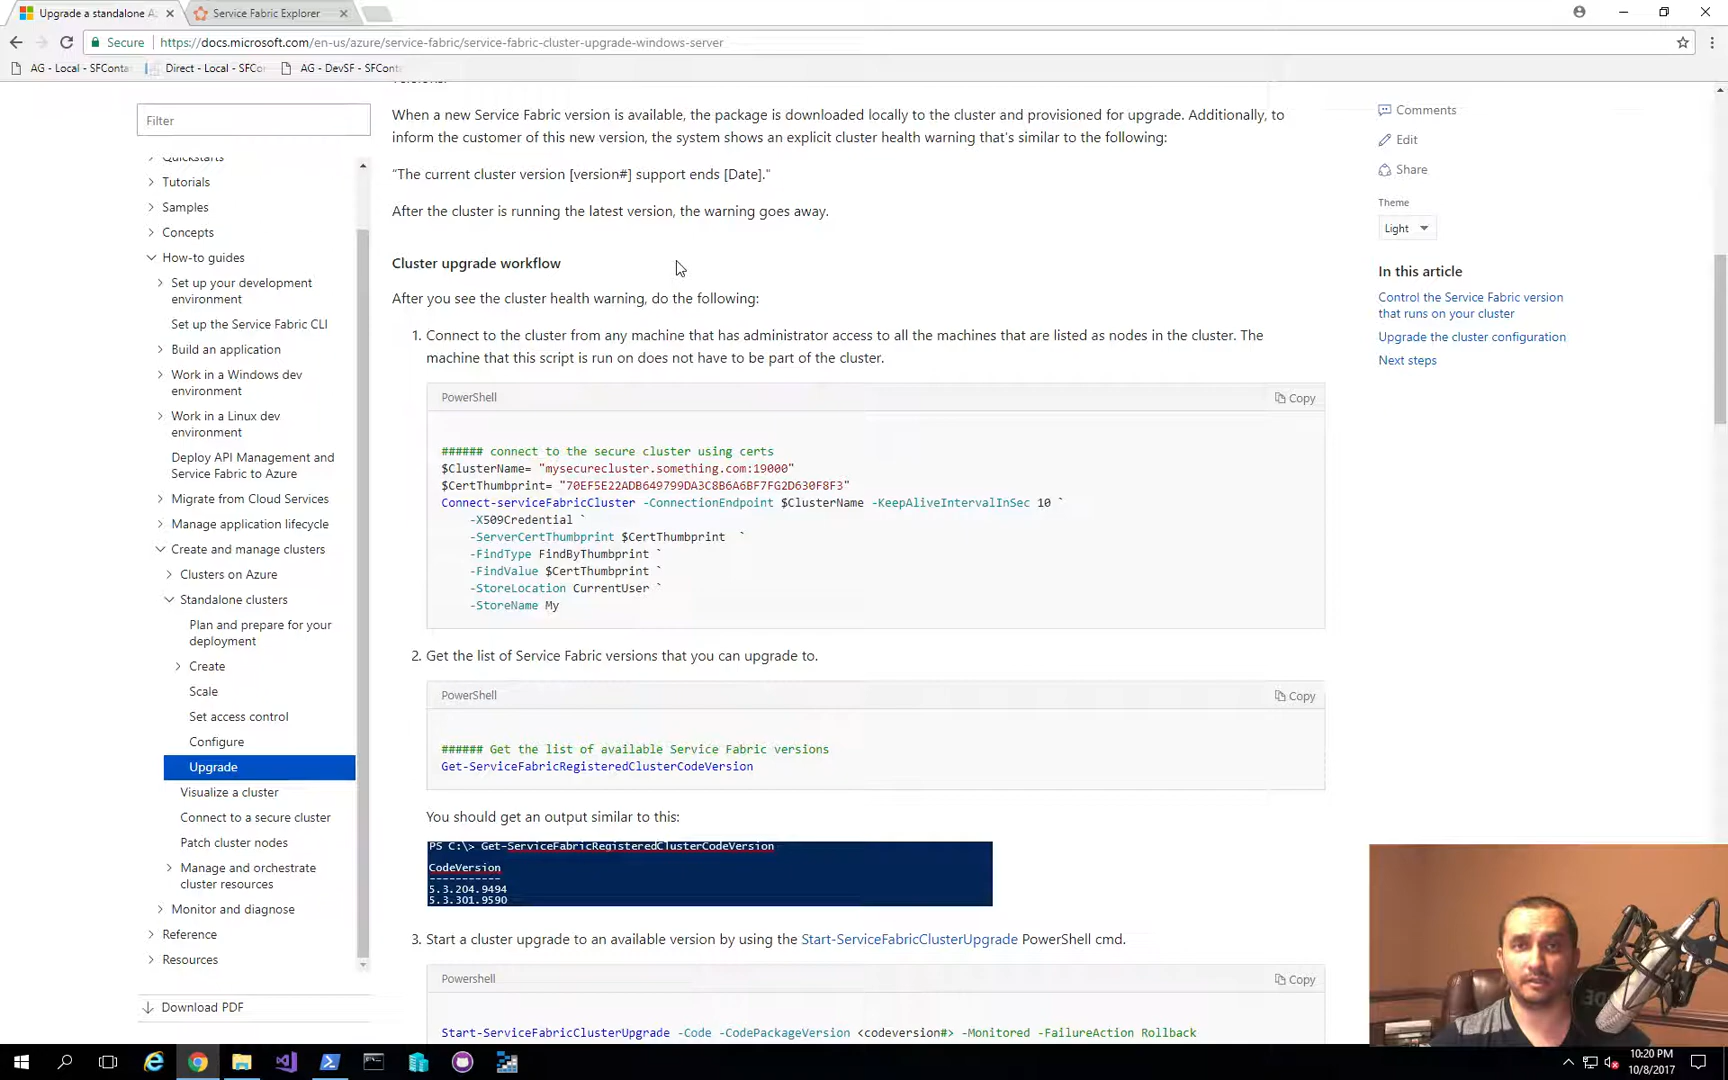 Upgrade a standalone A
Service Fabric Explorer
Secure
https://docs.microsoft.com/en-us/azure/service-fabric/service-fabric-cluster-upgrade-windows-server
AG - Local - SFConta
Direct - Local - SFCor
AG - DevSF - SFConta
Filter
Quickstarts
Tutorials
Samples
Concepts
How-to guides
Set up your development
environment
Set up the Service Fabric CLI
Build an application
Work in a Windows dev
environment
Work in a Linux dev
environment
Deploy API Management and
Service Fabric to Azure
Migrate from Cloud Services
Manage application lifecycle
Create and manage clusters
Clusters on Azure
Standalone clusters
Plan and prepare for your
deployment
Create
Scale
Set access control
Configure
Upgrade
Visualize a cluster
Connect to a secure cluster
Patch cluster nodes
Manage and orchestrate
cluster resources
Monitor and diagnose
Reference
Resources
Download PDF
When a new Service Fabric version is available, the package is downloaded locally to the cluster and provisioned for upgrade. Additionally, to
inform the customer of this new version, the system shows an explicit cluster health warning that's similar to the following:
"The current cluster version [version#] support ends [Date]."
After the cluster is running the latest version, the warning goes away.
Cluster upgrade workflow
After you see the cluster health warning, do the following:
1. Connect to the cluster from any machine that has administrator access to all the machines that are listed as nodes in the cluster. The
machine that this script is run on does not have to be part of the cluster.
PowerShell
Copy
###### connect to the secure cluster using certs
$ClusterName= "mysecurecluster.something.com:19000"
$CertThumbprint= "70EF5E22ADB649799DA3C8B6A6BF7FG2D630F8F3"
Connect-serviceFabricCluster -ConnectionEndpoint $ClusterName -KeepAliveIntervalInSec 10 `
-X509Credential `
-ServerCertThumbprint $CertThumbprint  `
-FindType FindByThumbprint `
-FindValue $CertThumbprint `
-StoreLocation CurrentUser `
-StoreName My
2. Get the list of Service Fabric versions that you can upgrade to.
PowerShell
Copy
###### Get the list of available Service Fabric versions
Get-ServiceFabricRegisteredClusterCodeVersion
You should get an output similar to this:
PS C:\> Get-ServiceFabricRegisteredClusterCodeVersion
CodeVersion
-----------
5.3.204.9494
5.3.301.9590
3. Start a cluster upgrade to an available version by using the Start-ServiceFabricClusterUpgrade PowerShell cmd.
Powershell
Copy
Start-ServiceFabricClusterUpgrade -Code -CodePackageVersion <codeversion#> -Monitored -FailureAction Rollback
Comments
Edit
Share
Theme
Light
In this article
Control the Service Fabric version
that runs on your cluster
Upgrade the cluster configuration
Next steps
10:20 PM
10/8/2017